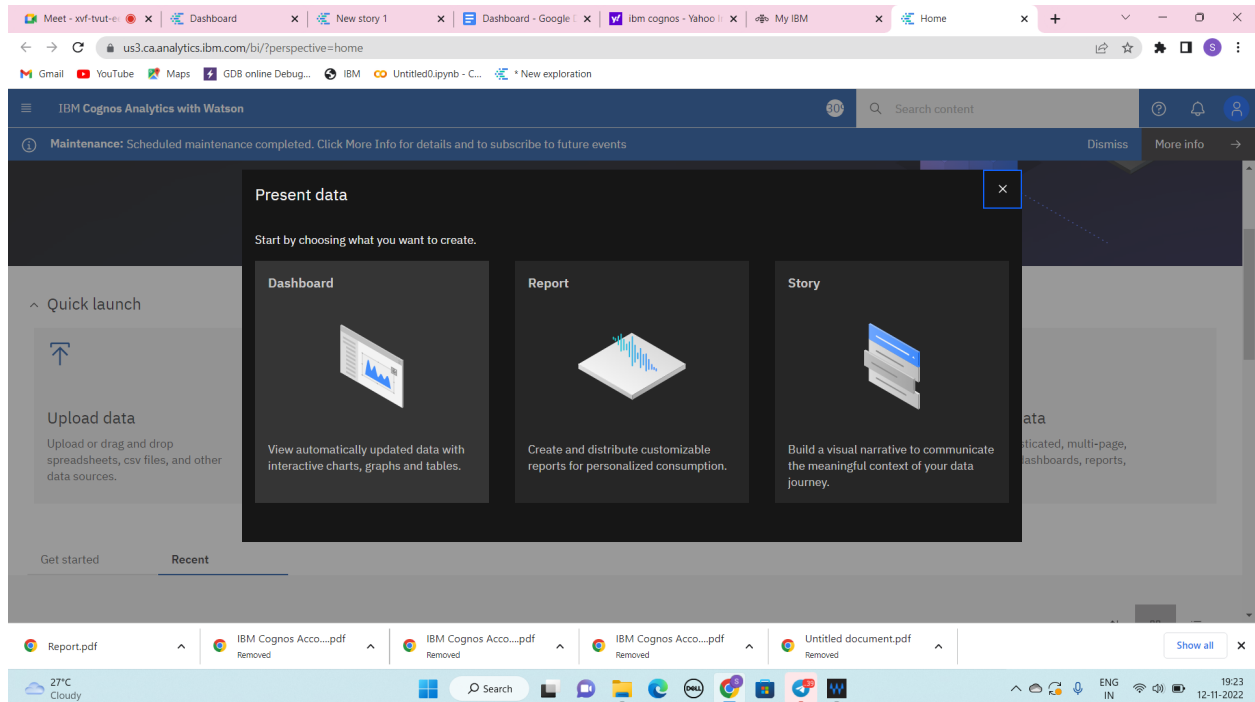 Meet - xvf-tvut-e
Dashboard
New story 1
Dashboard - Google
ibm cognos - Yahoo
My IBM
Home
us3.ca.analytics.ibm.com/bi/?perspective=home
S
Gmail
YouTube
Maps
GDB online Debug...
IBM
Untitled0.ipynb - C...
* New exploration
IBM Cognos Analytics with Watson
Search content
Maintenance: Scheduled maintenance completed. Click More Info for details and to subscribe to future events
Dismiss
More info
Present data
Start by choosing what you want to create.
Dashboard
View automatically updated data with
interactive charts, graphs and tables.
Report
Create and distribute customizable
reports for personalized consumption.
Story
Build a visual narrative to communicate
the meaningful context of your data
journey.
Quick launch
Upload data
Upload or drag and drop
spreadsheets, csv files, and other
data sources.
ata
sticated, multi-page,
dashboards, reports,
Get started
Recent
Report.pdf
IBM Cognos Acco....pdf
Removed
IBM Cognos Acco....pdf
Removed
IBM Cognos Acco....pdf
Removed
Untitled document.pdf
Removed
Show all
27°C
Cloudy
Search
DELL
ENG
IN
19:23
12-11-2022